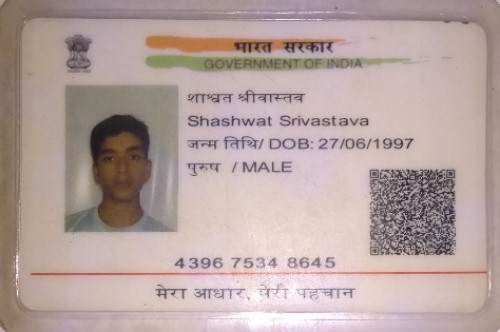 भारत सरकार
GOVERNMENT OF INDIA
शाश्वत श्रीवास्तव
Shashwat Srivastava
जन्म तिथि/ DOB: 27/06/1997
पुरुष / MALE
4396 7534 8645
मेरा आधार, मेरी पहचान